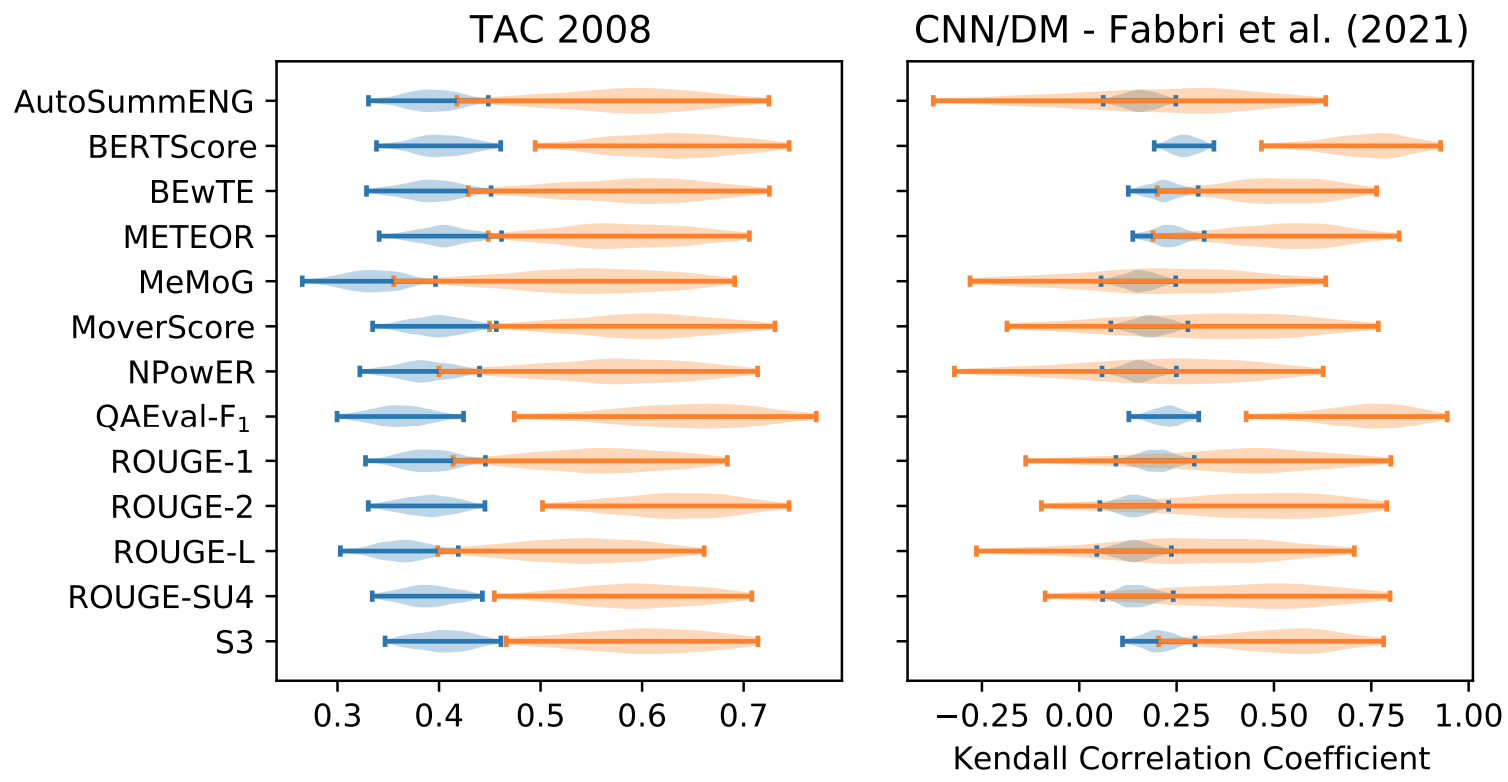 TAC 2008
CNN/DM - Fabbri et al. (2021)
AutoSummENG
BERTScore
BEwTE
METEOR
MeMoG
MoverScore
NPowER
QAEval-F₁
ROUGE-1
ROUGE-2
ROUGE-L
ROUGE-SU4
S3
0.3 0.4 0.5 0.6 0.7
−0.25 0.00 0.25 0.50 0.75 1.00
Kendall Correlation Coefficient